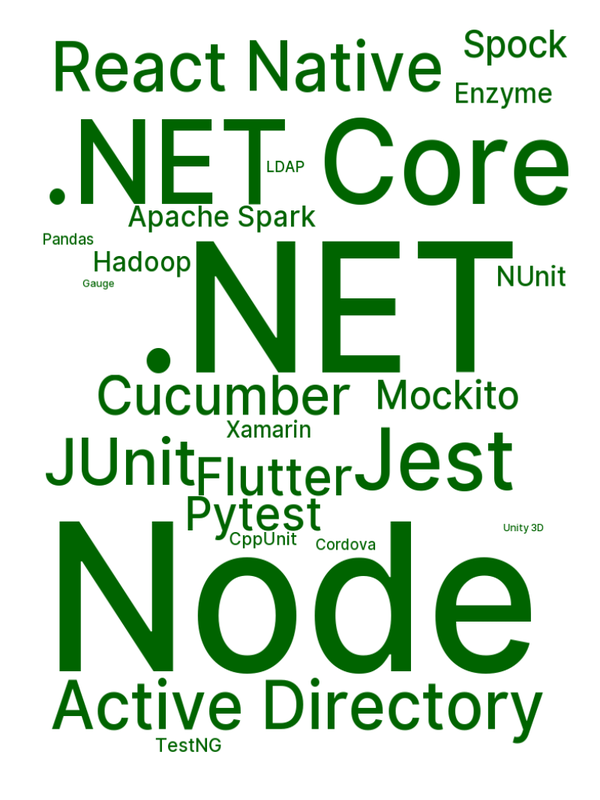 React Native
Spock
Enzyme
.NET Core
LDAP
Apache Spark
Pandas
Hadoop
Gauge
.NET
NUnit
Cucumber
Mockito
Xamarin
JUnit
Flutter
Jest
Pytest
CppUnit
Cordova
Unity 3D
Node
Active Directory
TestNG